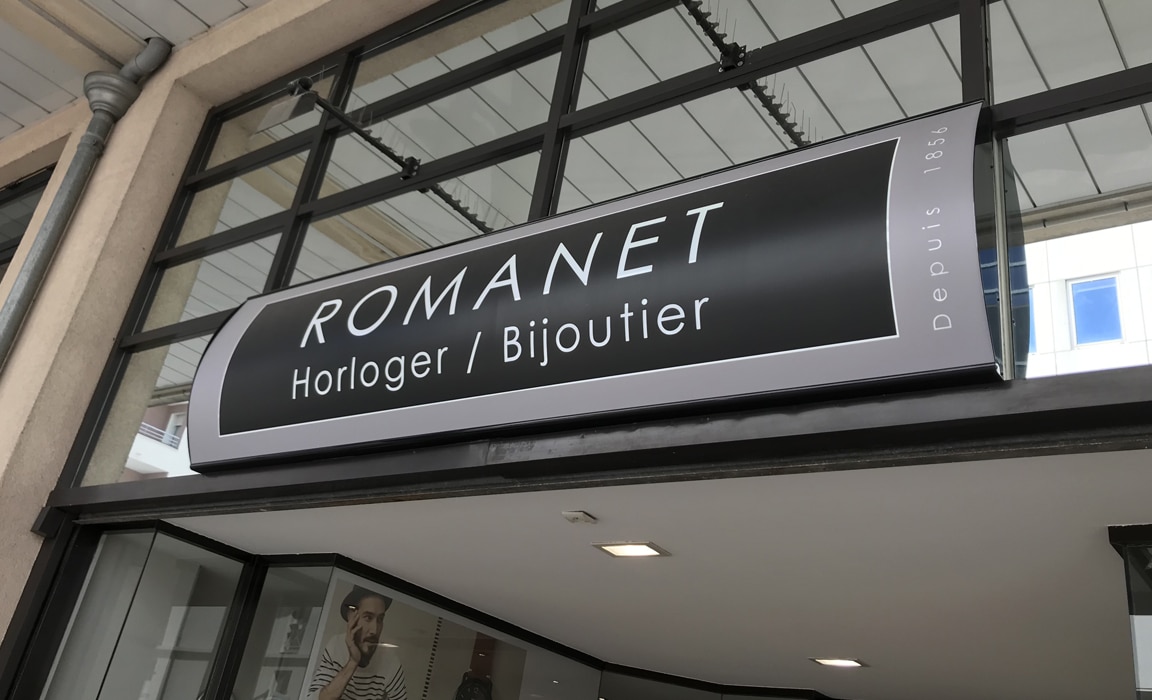 ROMANET
Horloger / Bijoutier
Depuis 1856